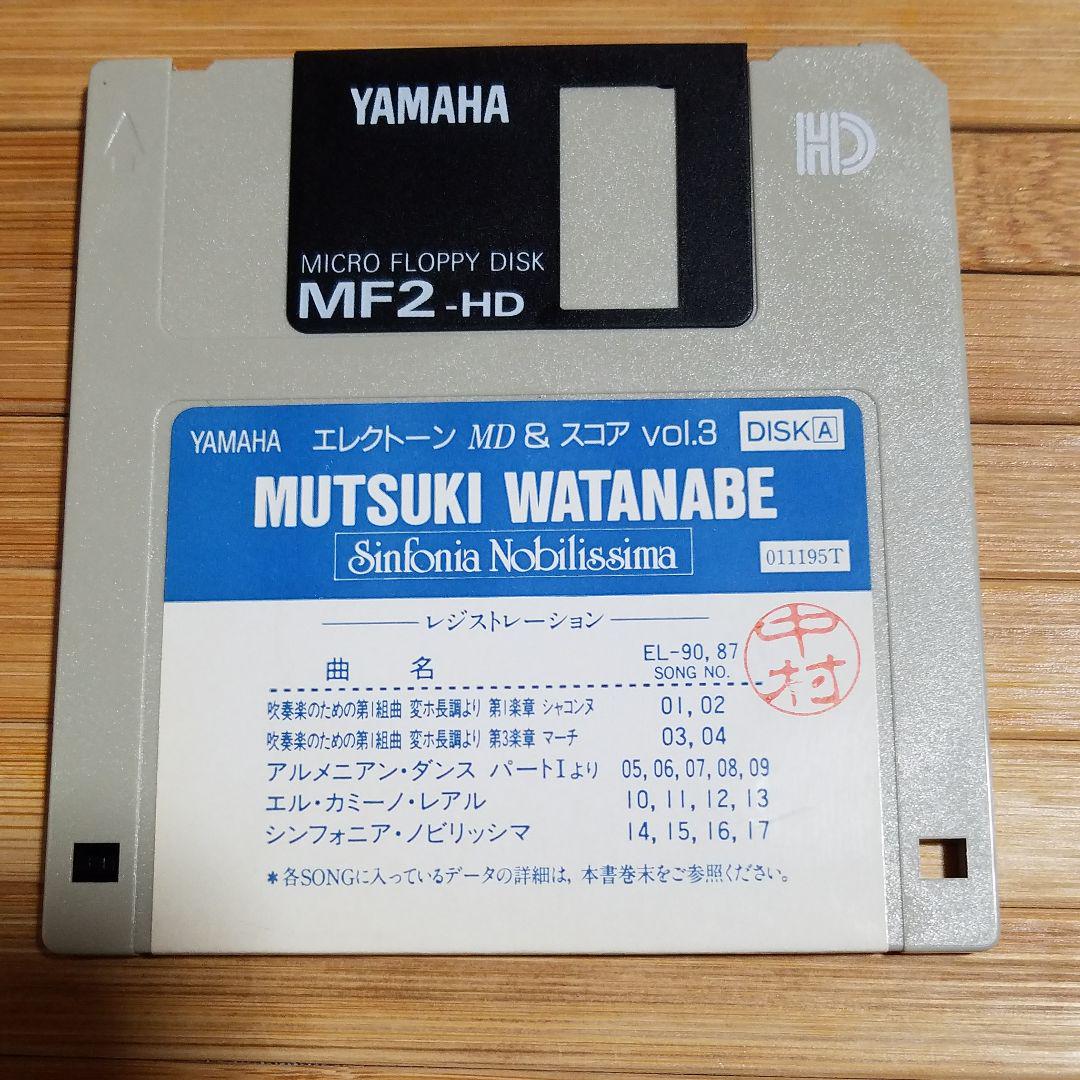 YAMAHA
HD
MICRO FLOPPY DISK
MF2-HD
YAMAHA エレクトーン MD & スコア vol.3 DISK A
MUTSUKI WATANABE
Sinfonia Nobilissima
011195T
レジストレーション
曲名 EL-90, 87 SONG NO.
中村
吹奏楽のための第1組曲 変ホ長調より 第1楽章 シャコンヌ 01, 02
吹奏楽のための第1組曲 変ホ長調より 第3楽章 マーチ 03, 04
アルメニアン・ダンス パートIより 05, 06, 07, 08, 09
エル・カミーノ・レアル 10, 11, 12, 13
シンフォニア・ノビリッシマ 14, 15, 16, 17
*各SONGに入っているデータの詳細は、本書巻末をご参照ください。